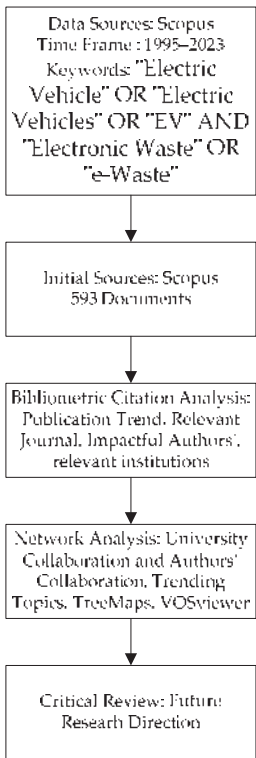 Data Sources: Scopus
Time Frame : 1995–2023
Keywords: "Electric
Vehicle" OR "Electric
Vehicles" OR "EV" AND
"Electronic Waste" OR
"e-Waste"
Initial Sources: Scopus
593 Documents
Bibliometric Citation Analysis:
Publication Trend, Relevant
Journal, Impactful Authors',
relevant institutions
Network Analysis: University
Collaboration and Authors'
Collaboration, Trending
Topics, TreeMaps, VOSviewer
Critical Review: Future
Researh Direction